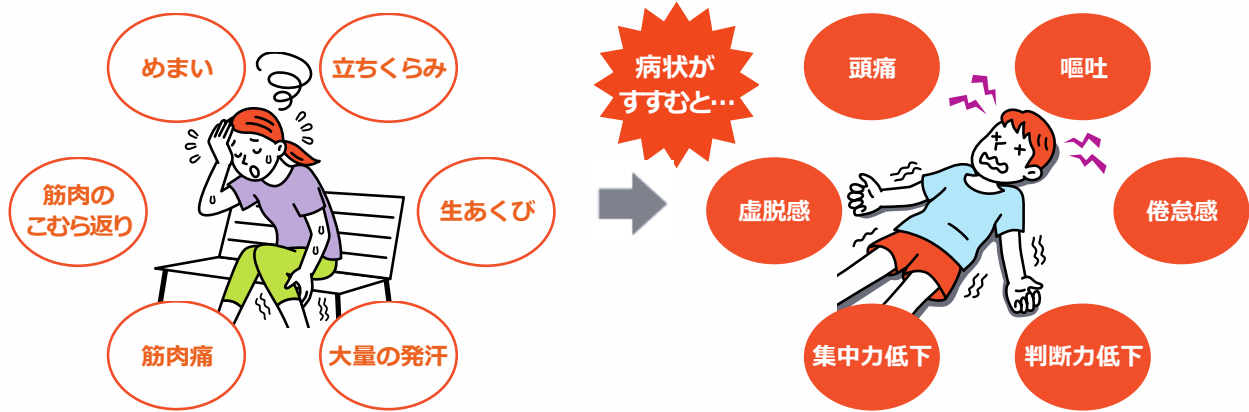 めまい
立ちくらみ
筋肉の
こむら返り
生あくび
筋肉痛
大量の発汗
病状が
すすむと…
頭痛
嘔吐
虚脱感
倦怠感
集中力低下
判断力低下